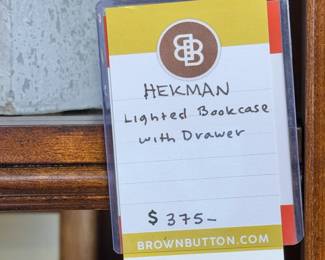 BB
HEKMAN
Lighted Bookcase
with Drawer
$ 375-
BROWNBUTTON.COM